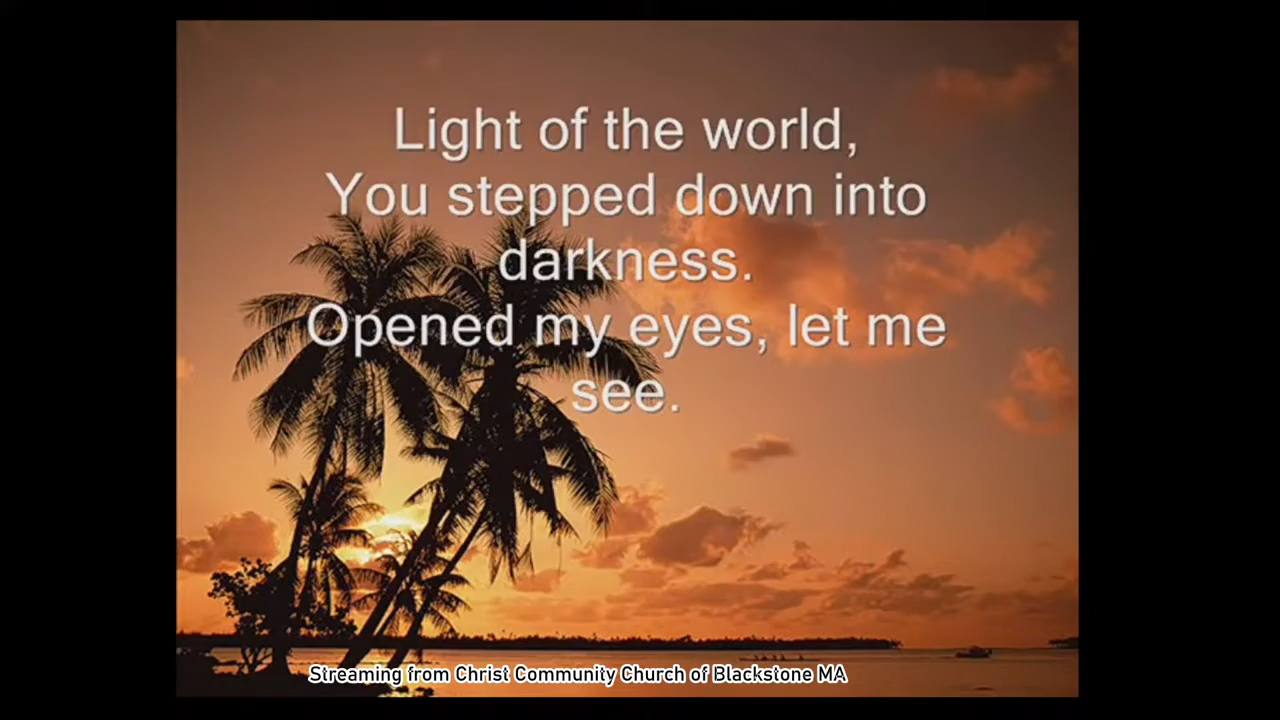 Light of the world,
You stepped down into
darkness.
Opened my eyes, let me
see.
Streaming from Christ Community Church of Blackstone MA